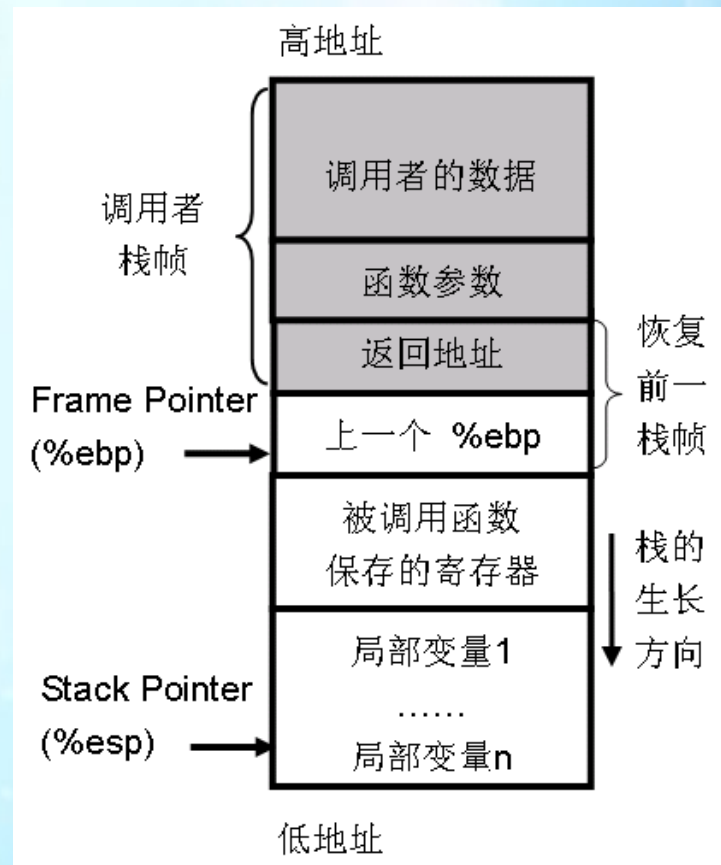 高地址
调用者的数据
调用者
栈帧
函数参数
返回地址
恢复
前一
栈帧
Frame Pointer
(%ebp)
上一个 %ebp
被调用函数
保存的寄存器
栈的
生长
方向
局部变量1
Stack Pointer
(%esp)
……
局部变量n
低地址